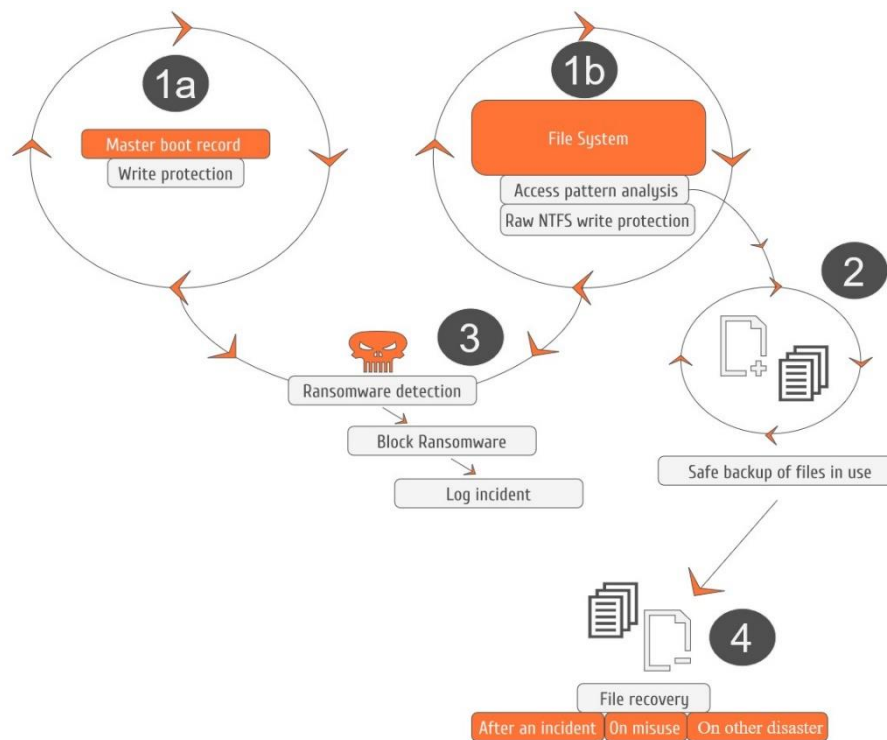 1a
Master boot record
Write protection
1b
File System
Access pattern analysis
Raw NTFS write protection
2
Safe backup of files in use
3
Ransomware detection
Block Ransomware
Log incident
4
File recovery
After an incident
On misuse
On other disaster